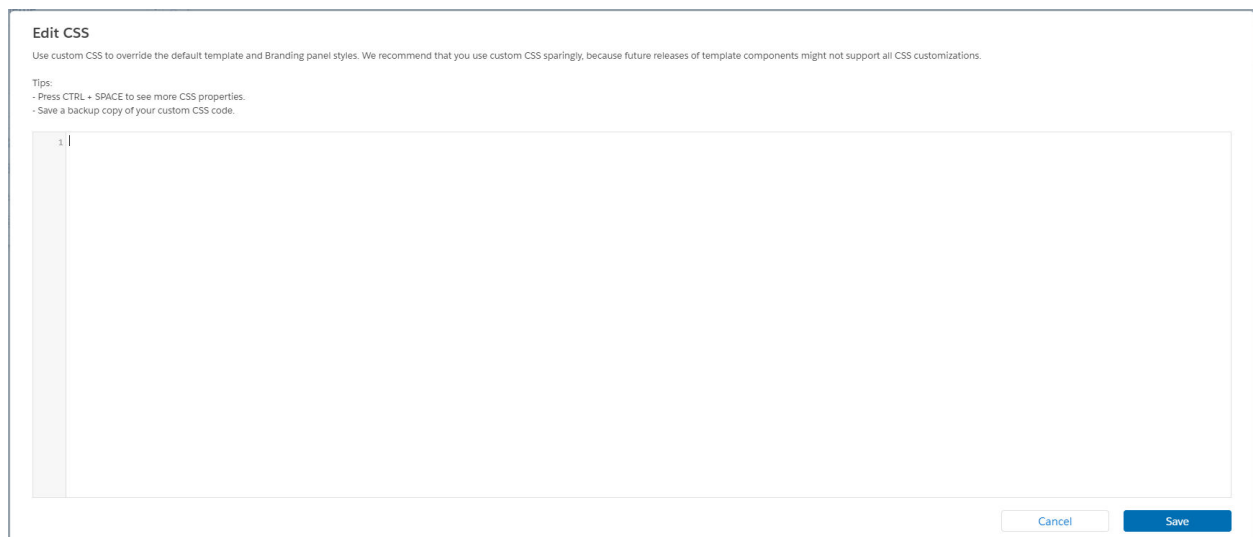 Edit CSS
Use custom CSS to override the default template and Branding panel styles. We recommend that you use custom CSS sparingly, because future releases of template components might not support all CSS customizations.
Tips:
- Press CTRL + SPACE to see more CSS properties.
- Save a backup copy of your custom CSS code.
1
Cancel
Save